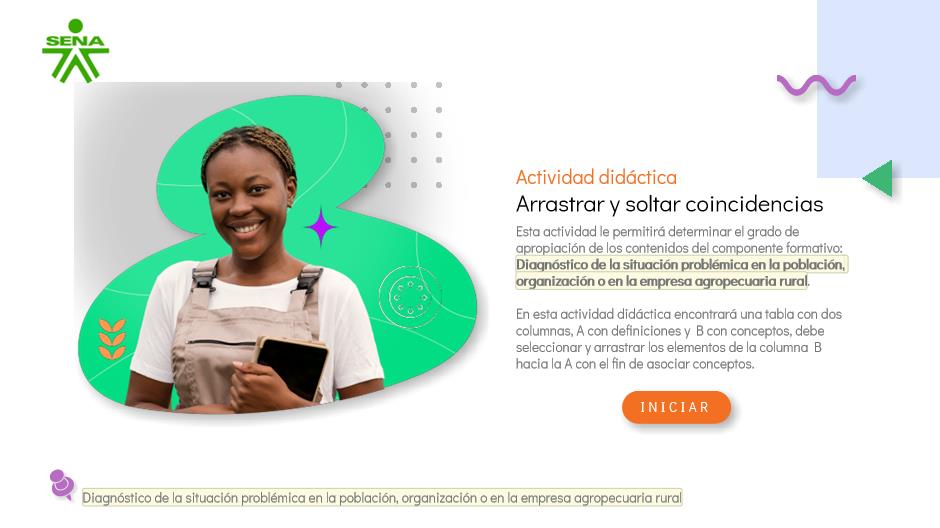 SENA
Actividad didáctica
Arrastrar y soltar coincidencias
Esta actividad le permitirá determinar el grado de
apropiación de los contenidos del componente formativo:
Diagnóstico de la situación problémica en la población,
organización o en la empresa agropecuaria rural.
En esta actividad didáctica encontrará una tabla con dos
columnas, A con definiciones y B con conceptos, debe
seleccionar y arrastrar los elementos de la columna B
hacia la A con el fin de asociar conceptos.
INICIAR
Diagnóstico de la situación problémica en la población, organización o en la empresa agropecuaria rural